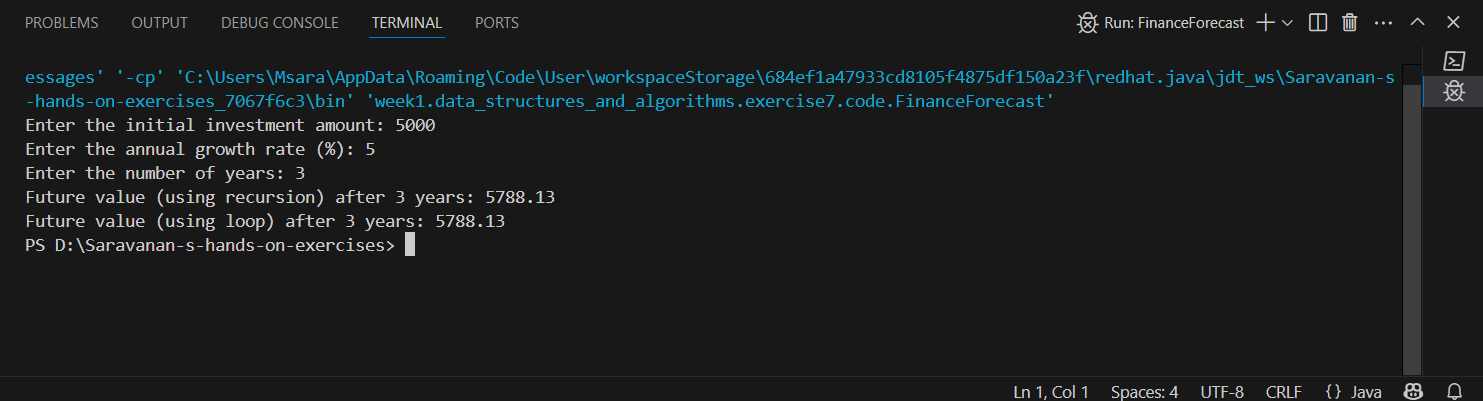 PROBLEMS OUTPUT DEBUG CONSOLE TERMINAL PORTS Run: FinanceForecast
essages' '-cp' 'C:\Users\Msara\AppData\Roaming\Code\User\workspaceStorage\684ef1a47933cd8105f4875df150a23f\redhat.java\jdt_ws\Saravanan-s
-hands-on-exercises_7067f6c3\bin' 'week1.data_structures_and_algorithms.exercise7.code.FinanceForecast'
Enter the initial investment amount: 5000
Enter the annual growth rate (%): 5
Enter the number of years: 3
Future value (using recursion) after 3 years: 5788.13
Future value (using loop) after 3 years: 5788.13
PS D:\Saravanan-s-hands-on-exercises>
Ln 1, Col 1 Spaces: 4 UTF-8 CRLF {} Java